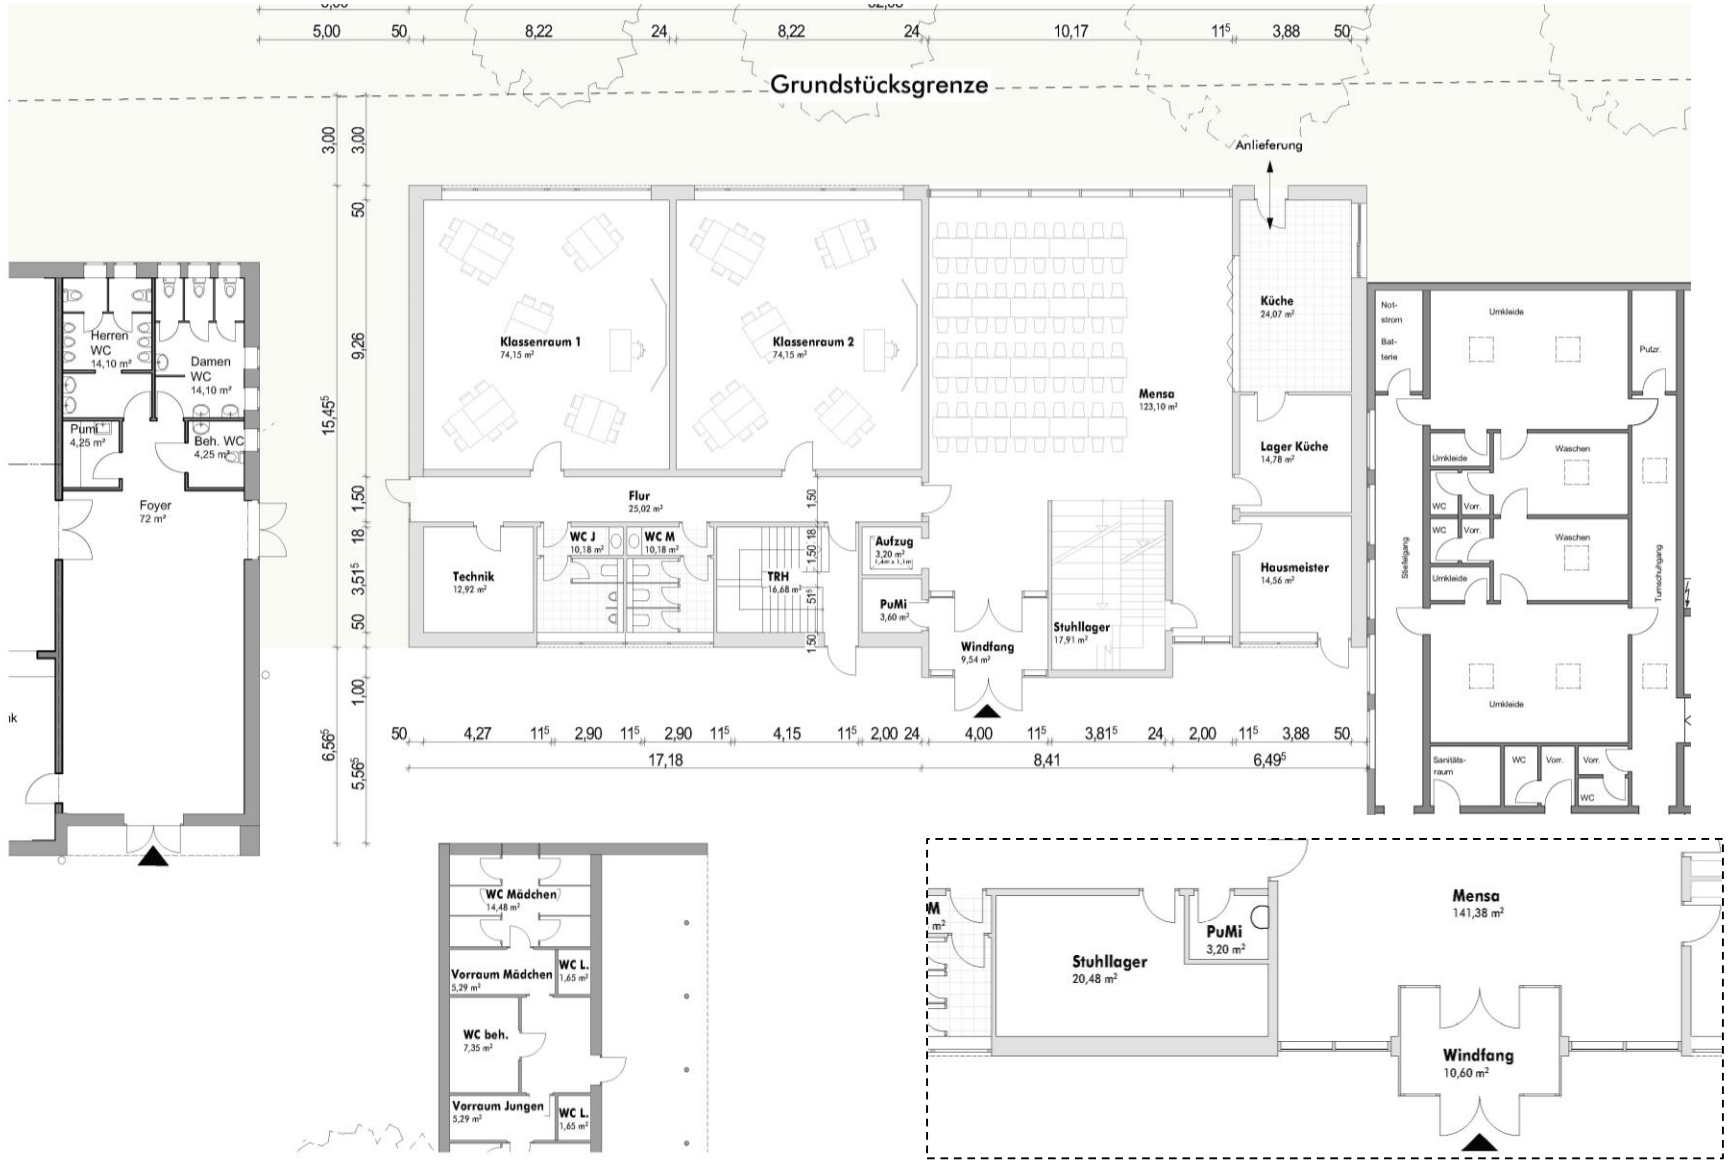 5,00 50 8,22 24 8,22 24 10,17 11⁵ 3,88 50
Grundstücksgrenze
3,00
3,00
Anlieferung
50
9,26
15,45⁵
1,50
18
3,51⁵
50
1,00
6,56⁵
5,56⁵
Herren
WC
14,10 m²
Damen
WC
14,10 m²
Pumi
4,25 m²
Beh. WC
4,25 m²
Foyer
72 m²
Klassenraum 1
74,15 m²
Klassenraum 2
74,15 m²
Mensa
123,10 m²
Küche
24,07 m²
Lager Küche
14,78 m²
Hausmeister
14,56 m²
Flur
25,02 m²
1,50
1,50 18
51⁵
1,50
Technik
12,92 m²
WC J
10,18 m²
WC M
10,18 m²
TRH
16,68 m²
Aufzug
3,20 m²
1,4m x 1,1m
PuMi
3,60 m²
Windfang
9,54 m²
Stuhllager
17,91 m²
Not-
strom
Bat-
terie
Umkleide
Putzr.
Umkleide
Waschen
WC
Vorr.
WC
Vorr.
Waschen
Umkleide
Stiefelgang
Turnschuhgang
Umkleide
Sanitäts-
raum
WC
Vorr.
Vorr.
WC
50 4,27 11⁵ 2,90 11⁵ 2,90 11⁵ 4,15 11⁵ 2,00 24 4,00 11⁵ 3,81⁵ 24 2,00 11⁵ 3,88 50
17,18 8,41 6,49⁵
WC Mädchen
14,48 m²
Vorraum Mädchen
5,29 m²
WC L.
1,65 m²
WC beh.
7,35 m²
Vorraum Jungen
5,29 m²
WC L.
1,65 m²
M
m²
Stuhllager
20,48 m²
PuMi
3,20 m²
Mensa
141,38 m²
Windfang
10,60 m²